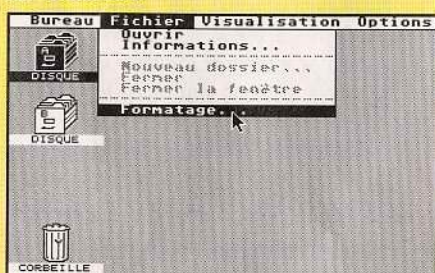 Bureau Fichier Visualisation Options
Ouvrir
Informations...
Nouveau dossier...
Fermer
Fermer la fenêtre
Formatage...
A
DISQUE
B
DISQUE
CORBEILLE